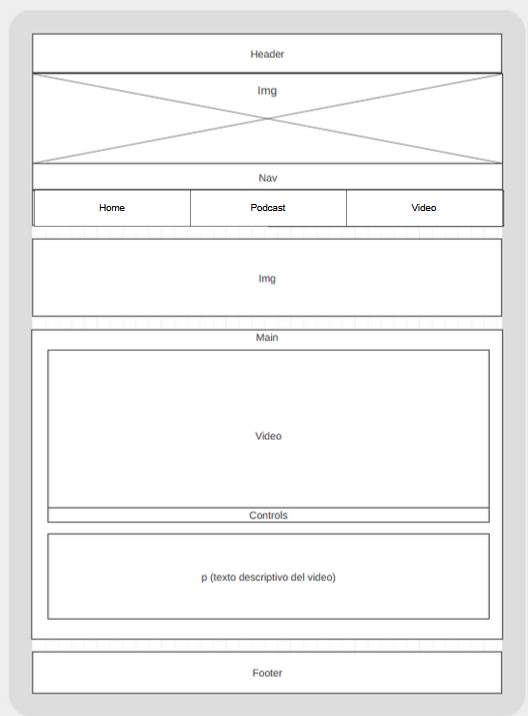 Header
Img
Nav
Home
Podcast
Video
Img
Main
Video
Controls
p (texto descriptivo del video)
Footer